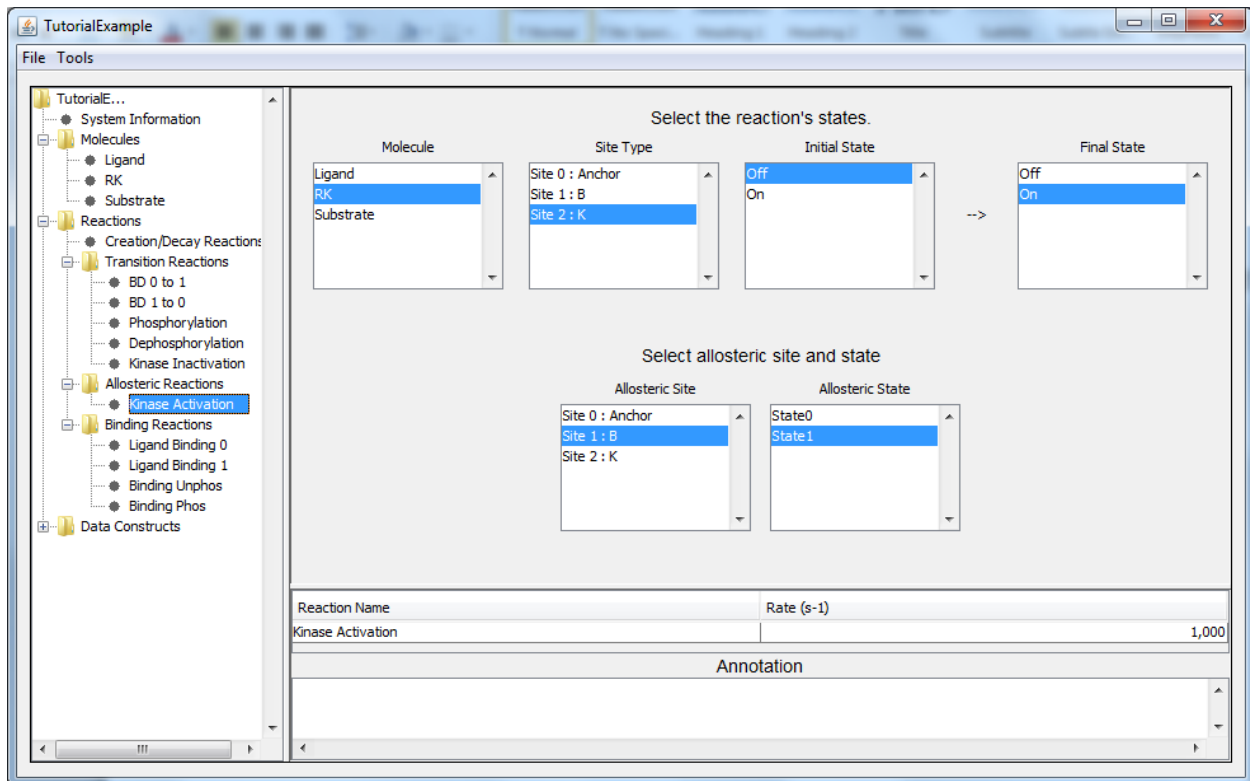 TutorialExample
File Tools
TutorialE...
System Information
Molecules
Ligand
RK
Substrate
Reactions
Creation/Decay Reactions
Transition Reactions
BD 0 to 1
BD 1 to 0
Phosphorylation
Dephosphorylation
Kinase Inactivation
Allosteric Reactions
Kinase Activation
Binding Reactions
Ligand Binding 0
Ligand Binding 1
Binding Unphos
Binding Phos
Data Constructs
Select the reaction's states.
Molecule
Ligand
RK
Substrate
Site Type
Site 0 : Anchor
Site 1 : B
Site 2 : K
Initial State
Off
On
-->
Final State
Off
On
Select allosteric site and state
Allosteric Site
Site 0 : Anchor
Site 1 : B
Site 2 : K
Allosteric State
State0
State1
Reaction Name Rate (s-1)
Kinase Activation 1,000
Annotation